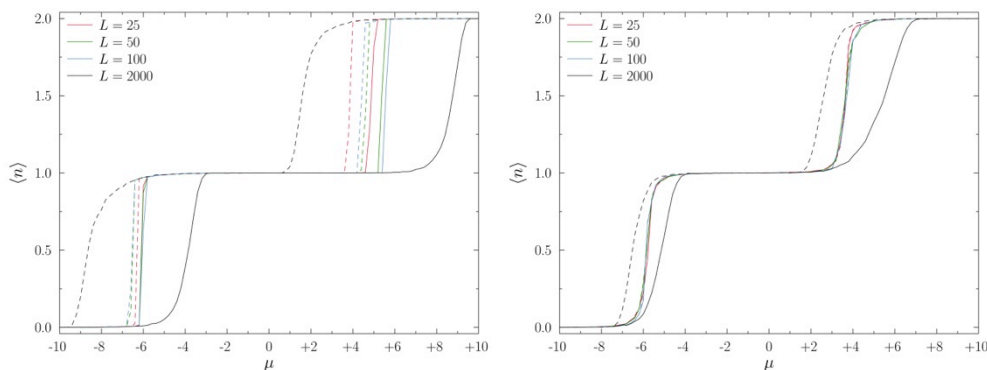 2.0
L = 25
L = 50
L = 100
L = 2000
1.5
⟨n⟩
1.0
0.5
0.0
-10 -8 -6 -4 -2 0 +2 +4 +6 +8 +10
μ
2.0
L = 25
L = 50
L = 100
L = 2000
1.5
⟨n⟩
1.0
0.5
0.0
-10 -8 -6 -4 -2 0 +2 +4 +6 +8 +10
μ